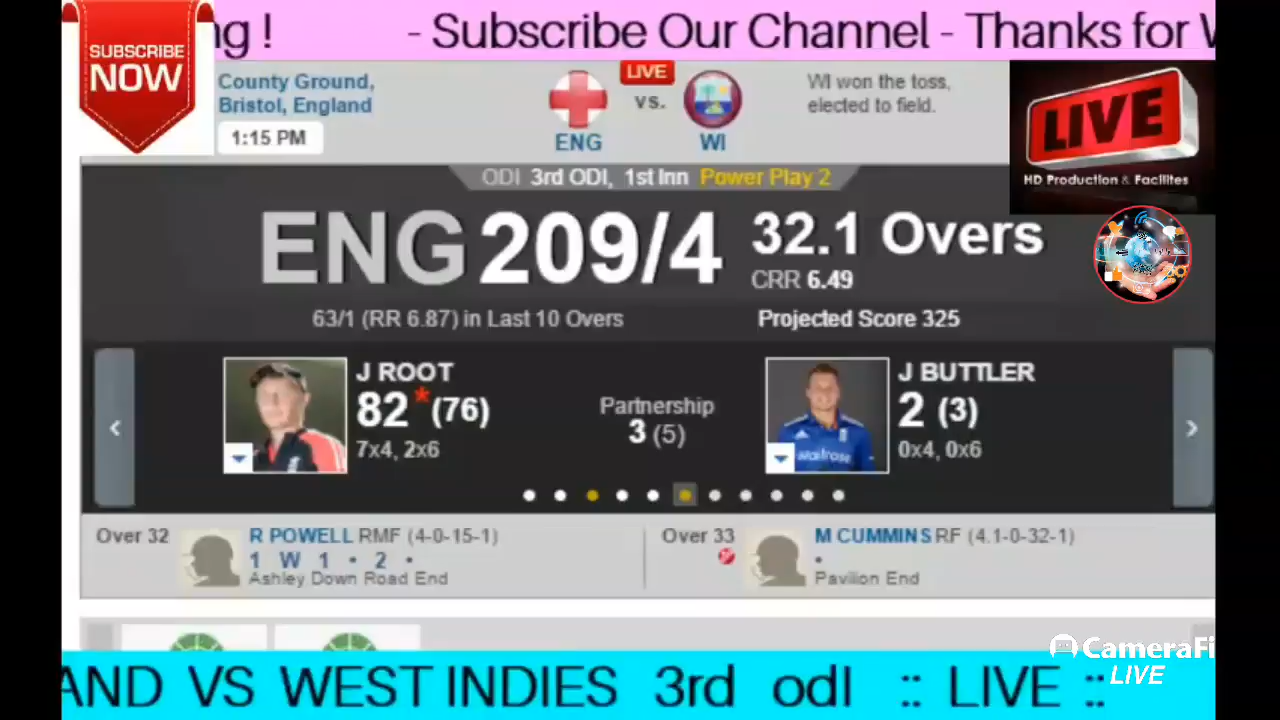 ng !   - Subscribe Our Channel - Thanks for W
SUBSCRIBE
NOW
County Ground,
Bristol, England
1:15 PM
LIVE
vs.
ENG
WI
WI won the toss,
elected to field.
LIVE
HD Production & Facilites
ODI 3rd ODI, 1st Inn Power Play 2
ENG 209/4
32.1 Overs
CRR 6.49
63/1 (RR 6.87) in Last 10 Overs
Projected Score 325
J ROOT
82* (76)
7x4, 2x6
Partnership
3 (5)
J BUTTLER
2 (3)
0x4, 0x6
waitrose
Over 32
R POWELL RMF (4-0-15-1)
1 W 1 • 2 •
Ashley Down Road End
Over 33
M CUMMINS RF (4.1-0-32-1)
•
Pavilion End
CameraFi
LIVE
AND VS WEST INDIES 3rd odI :: LIVE ::